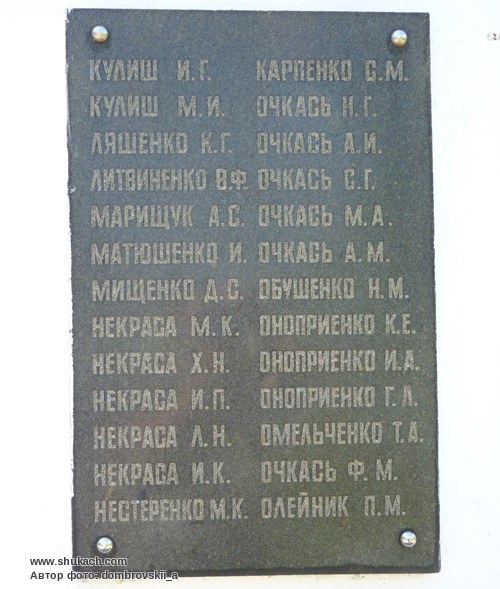 КУЛИШ И.Г. КАРПЕНКО С.М.
КУЛИШ М.И. ОЧКАСЬ Н.Г.
ЛЯШЕНКО К.Г. ОЧКАСЬ А.И.
ЛИТВИНЕНКО В.Ф. ОЧКАСЬ С.Г.
МАРИЩУК А.С. ОЧКАСЬ М.А.
МАТЮШЕНКО И. ОЧКАСЬ А.М.
МИЩЕНКО Д.С. ОБУШЕНКО Н.М.
НЕКРАСА М.К. ОНОПРИЕНКО К.Е.
НЕКРАСА Х.Н. ОНОПРИЕНКО И.А.
НЕКРАСА И.П. ОНОПРИЕНКО Г.Л.
НЕКРАСА Л.Н. ОМЕЛЬЧЕНКО Т.А.
НЕКРАСА И.К. ОЧКАСЬ Ф.М.
НЕСТЕРЕНКО М.К. ОЛЕЙНИК П.М.
www.shukach.com
Автор фото: dombrovskii_a